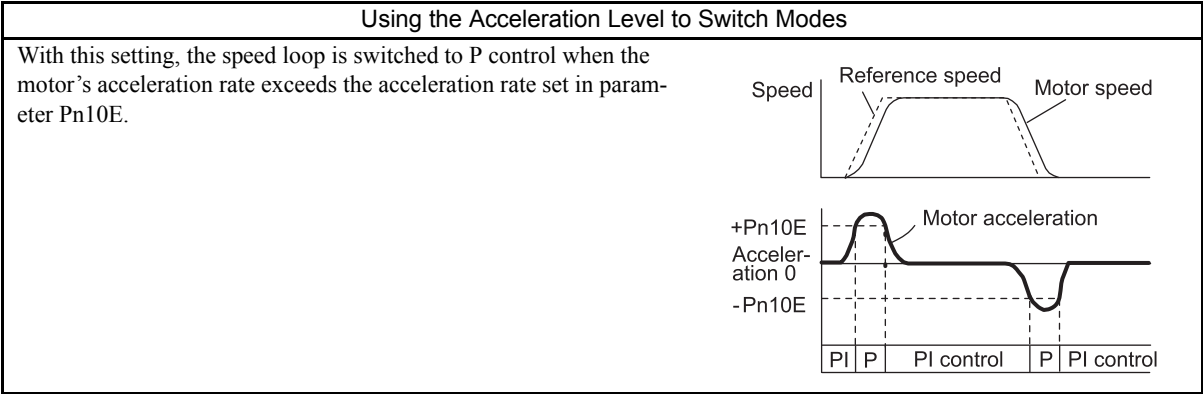 Using the Acceleration Level to Switch Modes
With this setting, the speed loop is switched to P control when the
motor’s acceleration rate exceeds the acceleration rate set in param-
eter Pn10E.
Speed
Reference speed
Motor speed
+Pn10E
Motor acceleration
Acceler-
ation 0
-Pn10E
PI P PI control P PI control